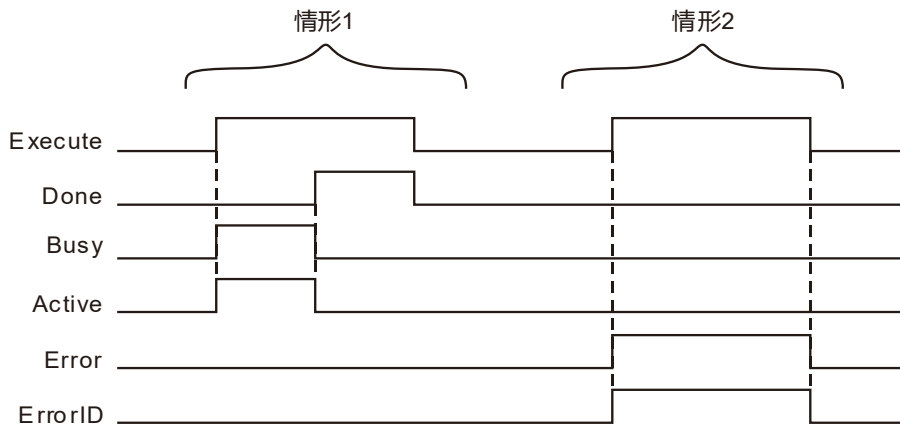 情形1
情形2
Execute
Done
Busy
Active
Error
ErrorID